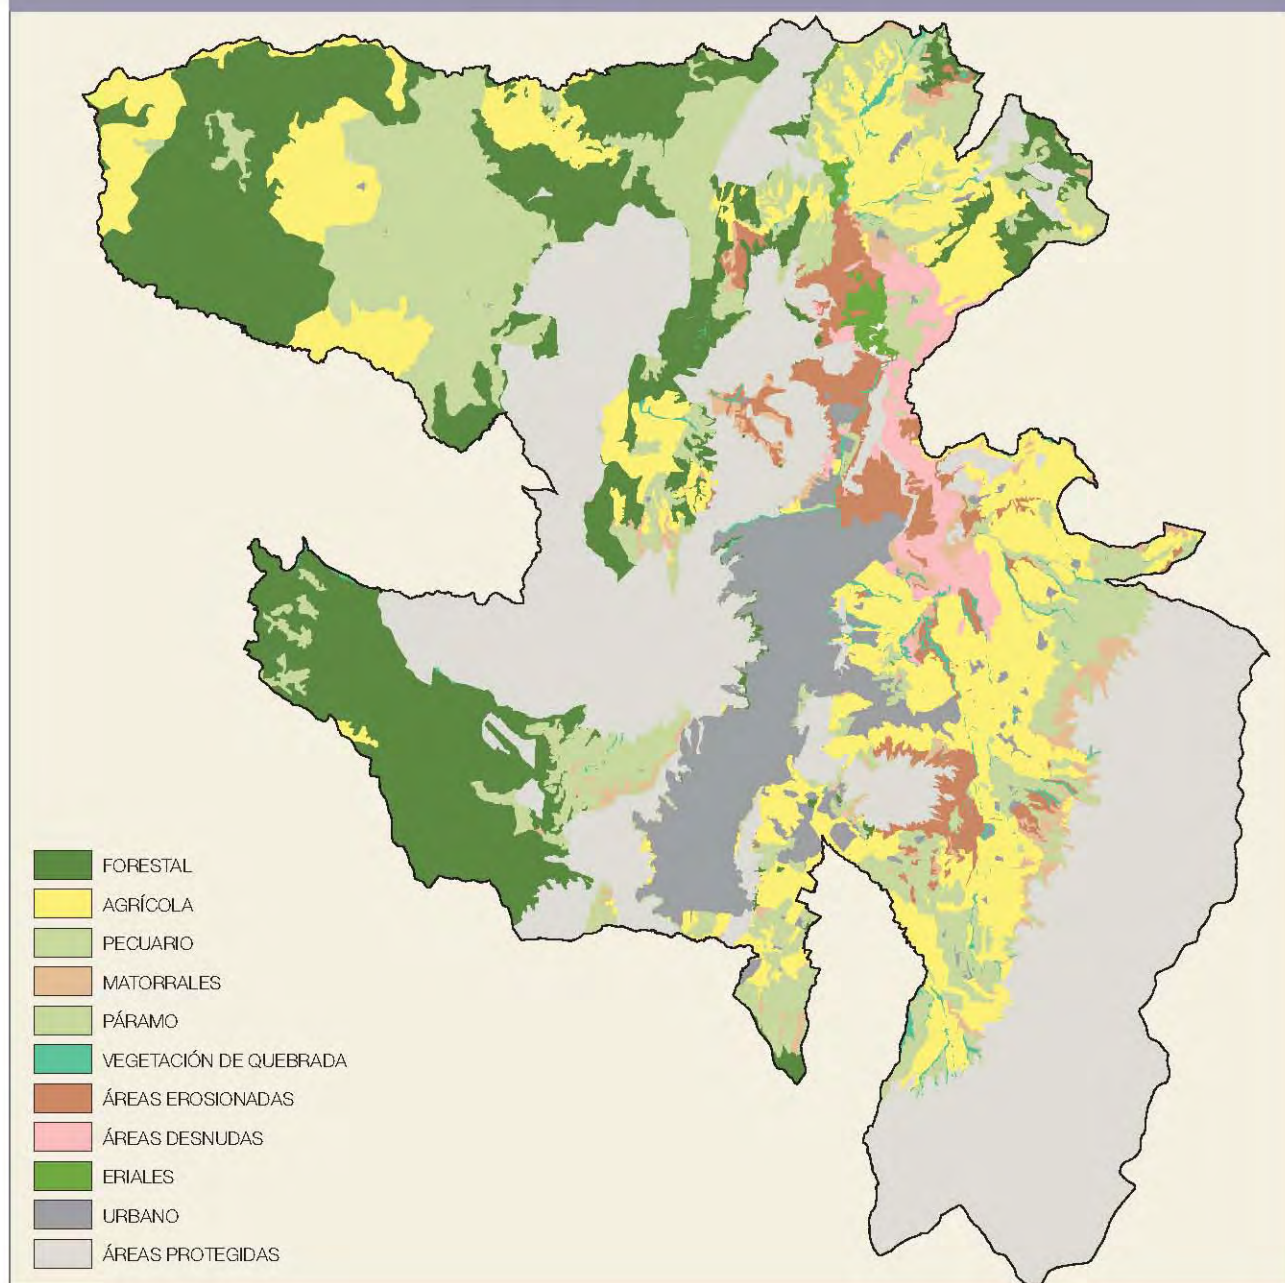 FORESTAL
AGRÍCOLA
PECUARIO
MATORRALES
PÁRAMO
VEGETACIÓN DE QUEBRADA
ÁREAS EROSIONADAS
ÁREAS DESNUDAS
ERIALES
URBANO
ÁREAS PROTEGIDAS